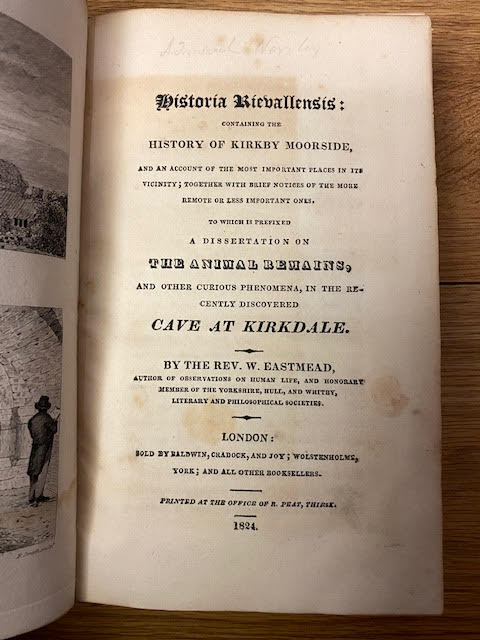 Historia Rievallensis:
CONTAINING THE
HISTORY OF KIRKBY MOORSIDE,
AND AN ACCOUNT OF THE MOST IMPORTANT PLACES IN ITS
VICINITY; TOGETHER WITH BRIEF NOTICES OF THE MORE
REMOTE OR LESS IMPORTANT ONES.
TO WHICH IS PREFIXED
A DISSERTATION ON
THE ANIMAL REMAINS,
AND OTHER CURIOUS PHENOMENA, IN THE RE-
CENTLY DISCOVERED
CAVE AT KIRKDALE.
BY THE REV. W. EASTMEAD,
AUTHOR OF OBSERVATIONS ON HUMAN LIFE, AND HONORARY
MEMBER OF THE YORKSHIRE, HULL, AND WHITBY,
LITERARY AND PHILOSOPHICAL SOCIETIES.
LONDON:
SOLD BY BALDWIN, CRADOCK, AND JOY; WOLSTENHOLME,
YORK; AND ALL OTHER BOOKSELLERS.
PRINTED AT THE OFFICE OF R. PEAT, THIRSK.
1824.